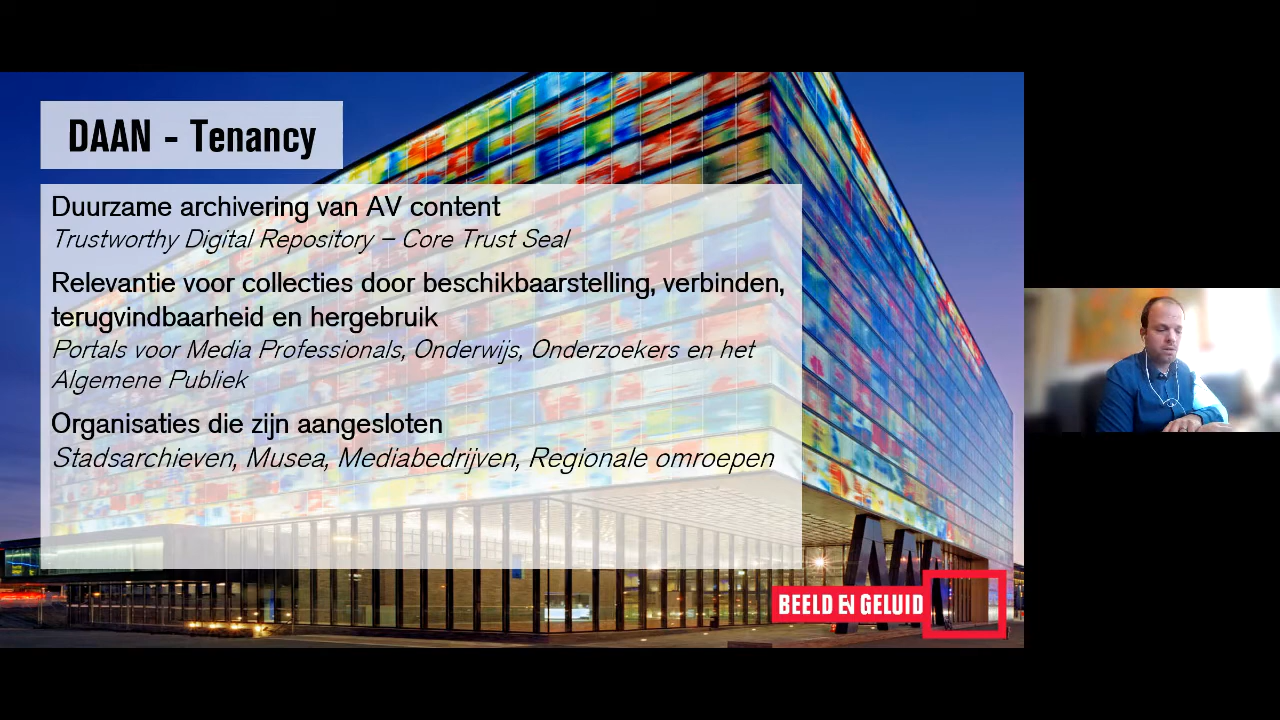 DAAN - Tenancy
Duurzame archivering van AV content
Trustworthy Digital Repository – Core Trust Seal
Relevantie voor collecties door beschikbaarstelling, verbinden,
terugvindbaarheid en hergebruik
Portals voor Media Professionals, Onderwijs, Onderzoekers en het
Algemene Publiek
Organisaties die zijn aangesloten
Stadsarchieven, Musea, Mediabedrijven, Regionale omroepen
BEELD EN GELUID